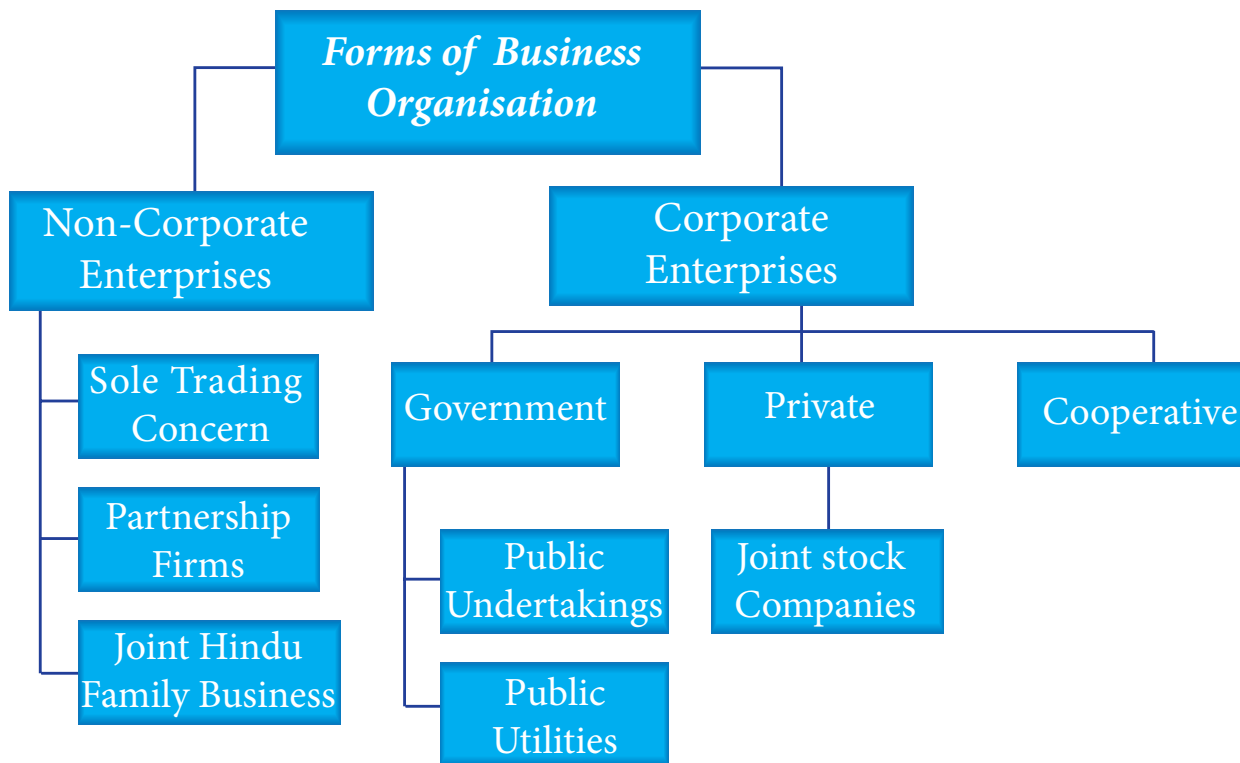 Forms of Business
Organisation
Non-Corporate
Enterprises
Sole Trading
Concern
Partnership
Firms
Joint Hindu
Family Business
Corporate
Enterprises
Government
Public
Undertakings
Public
Utilities
Private
Joint stock
Companies
Cooperative